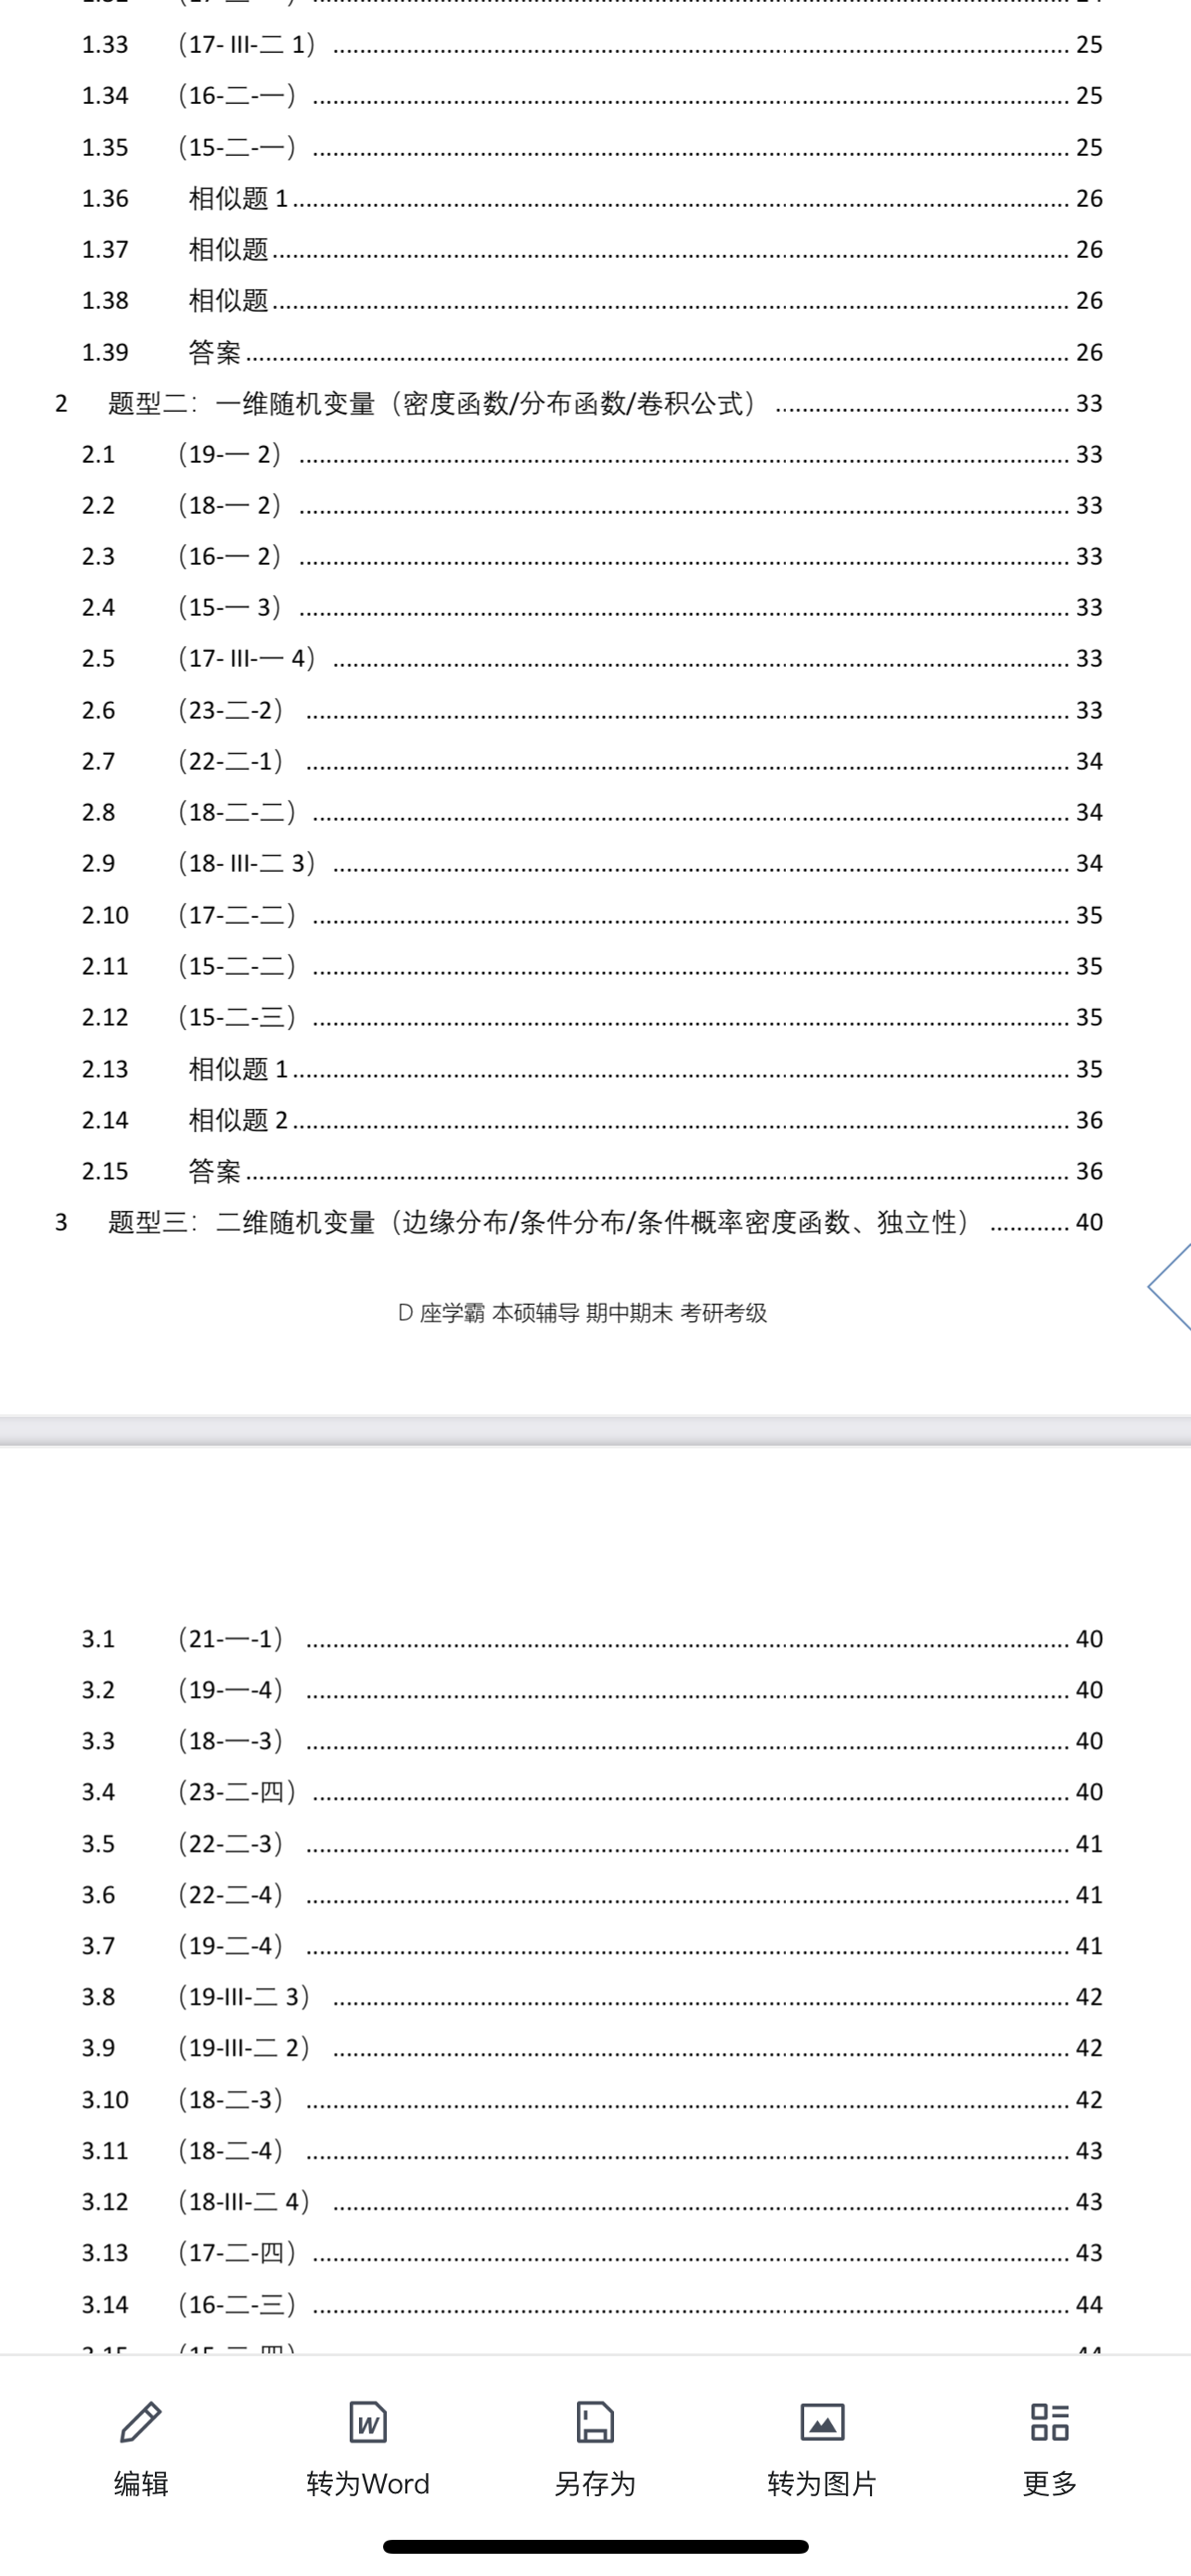 1.33 （17- III-二 1） 25
1.34 （16-二-一） 25
1.35 （15-二-一） 25
1.36 相似题 1 26
1.37 相似题 26
1.38 相似题 26
1.39 答案 26
2 题型二：一维随机变量（密度函数/分布函数/卷积公式） 33
2.1 （19-一 2） 33
2.2 （18-一 2） 33
2.3 （16-一 2） 33
2.4 （15-一 3） 33
2.5 （17- III-一 4） 33
2.6 （23-二-2） 33
2.7 （22-二-1） 34
2.8 （18-二-二） 34
2.9 （18- III-二 3） 34
2.10 （17-二-二） 35
2.11 （15-二-二） 35
2.12 （15-二-三） 35
2.13 相似题 1 35
2.14 相似题 2 36
2.15 答案 36
3 题型三：二维随机变量（边缘分布/条件分布/条件概率密度函数、独立性） 40
D 座学霸 本硕辅导 期中期末 考研考级
3.1 （21-一-1） 40
3.2 （19-一-4） 40
3.3 （18-一-3） 40
3.4 （23-二-四） 40
3.5 （22-二-3） 41
3.6 （22-二-4） 41
3.7 （19-二-4） 41
3.8 （19-III-二 3） 42
3.9 （19-III-二 2） 42
3.10 （18-二-3） 42
3.11 （18-二-4） 43
3.12 （18-III-二 4） 43
3.13 （17-二-四） 43
3.14 （16-二-三） 44
编辑 转为Word 另存为 转为图片 更多